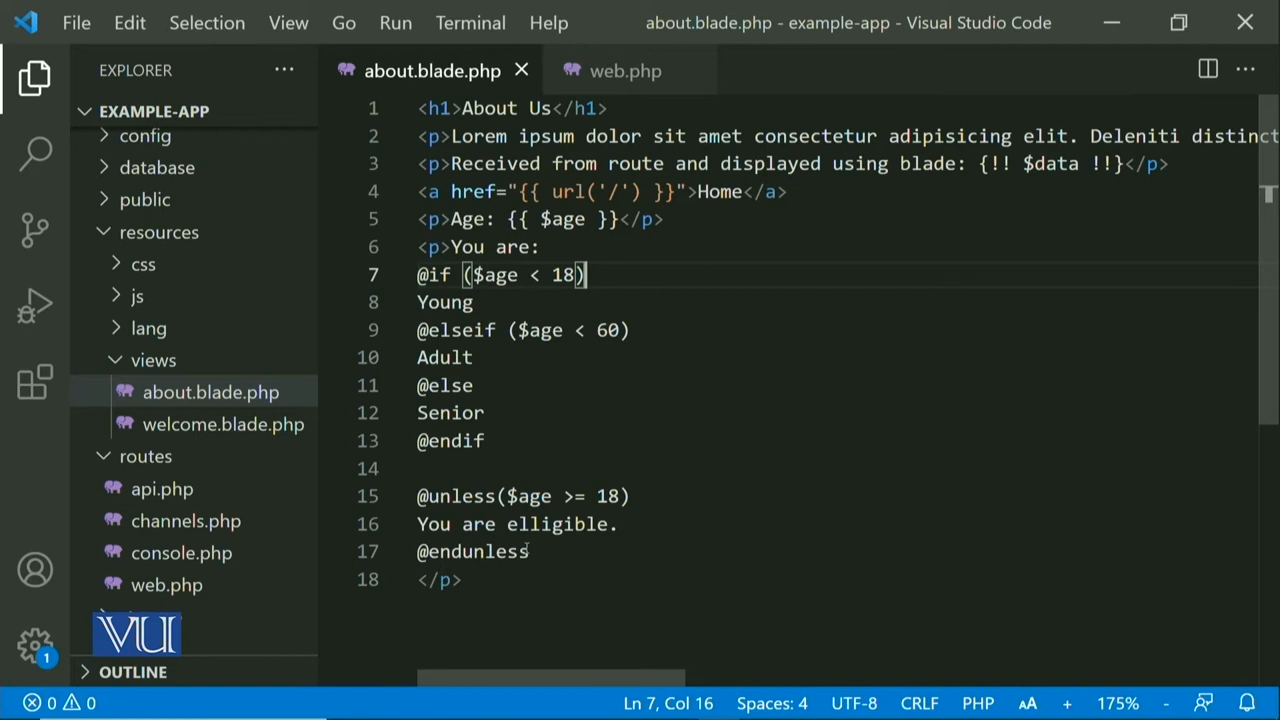 File Edit Selection View Go Run Terminal Help about.blade.php - example-app - Visual Studio Code
EXPLORER
EXAMPLE-APP
config
database
public
resources
css
js
lang
views
about.blade.php
welcome.blade.php
routes
api.php
channels.php
console.php
web.php
VU
OUTLINE
1
about.blade.php web.php
1 <h1>About Us</h1>
2 <p>Lorem ipsum dolor sit amet consectetur adipisicing elit. Deleniti distinct
3 <p>Received from route and displayed using blade: {!! $data !!}</p>
4 <a href="{{ url('/') }}">Home</a>
5 <p>Age: {{ $age }}</p>
6 <p>You are:
7 @if ($age < 18)
8 Young
9 @elseif ($age < 60)
10 Adult
11 @else
12 Senior
13 @endif
14
15 @unless($age >= 18)
16 You are elligible.
17 @endunless
18 </p>
0 0 Ln 7, Col 16 Spaces: 4 UTF-8 CRLF PHP AA + 175% -